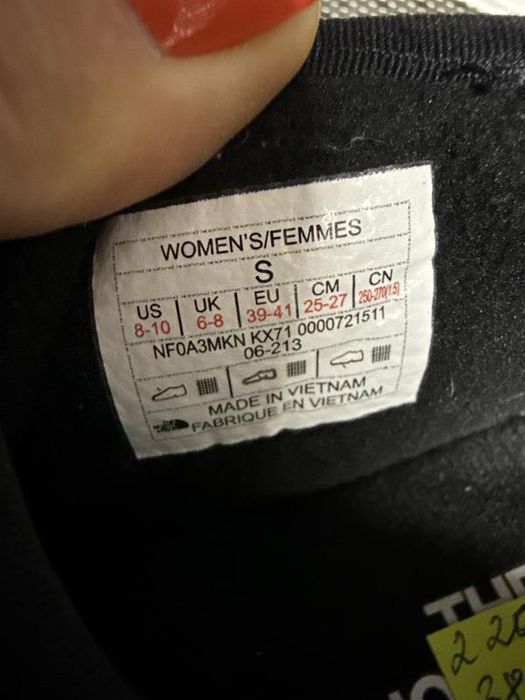 WOMEN'S/FEMMES
S
US UK EU CM CN
8-10 6-8 39-41 25-27 250-270(1.5)
NF0A3MKN KX71 0000721511
06-213
MADE IN VIETNAM
FABRIQUE EN VIETNAM